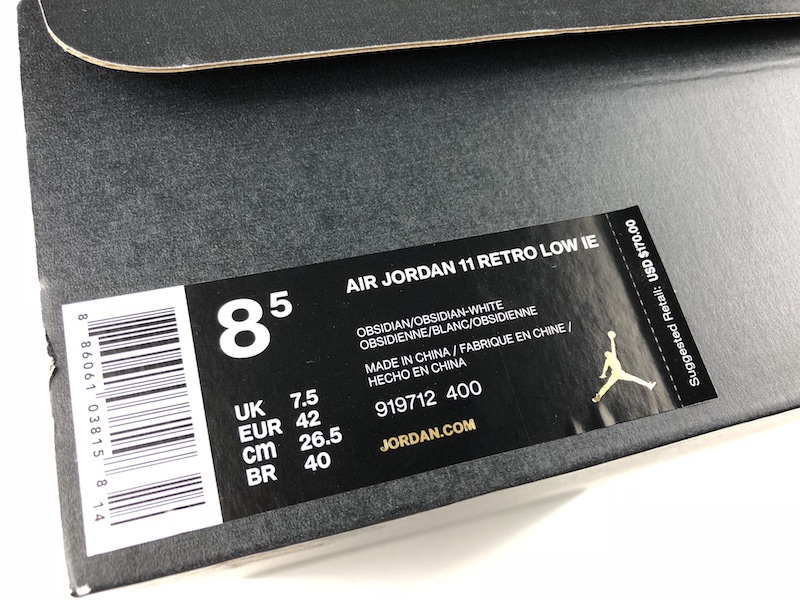 8 86061 03815 8 14
8⁵
UK 7.5
EUR 42
cm 26.5
BR 40
AIR JORDAN 11 RETRO LOW IE
OBSIDIAN/OBSIDIAN-WHITE
OBSIDIENNE/BLANC/OBSIDIENNE
MADE IN CHINA / FABRIQUE EN CHINE /
HECHO EN CHINA
919712 400
JORDAN.COM
Suggested Retail: USD $170.00